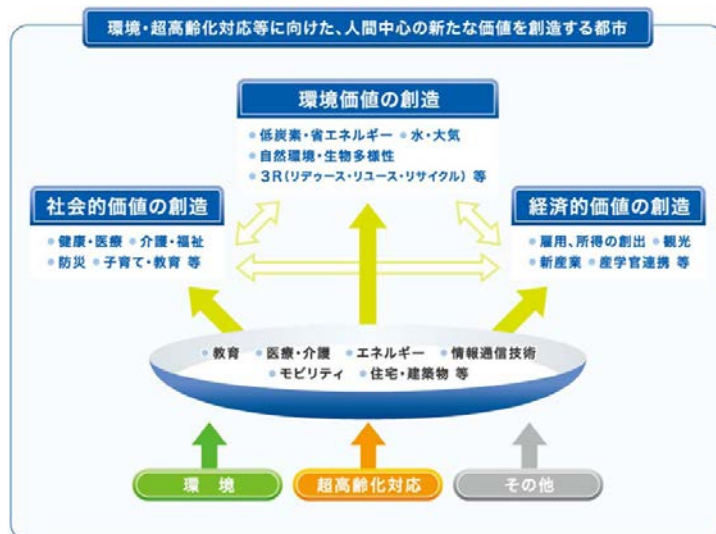 環境・超高齢化対応等に向けた、人間中心の新たな価値を創造する都市
環境価値の創造
低炭素・省エネルギー 水・大気
自然環境・生物多様性
3R(リデゥース・リユース・リサイクル) 等
社会的価値の創造
健康・医療 介護・福祉
防災 子育て・教育 等
経済的価値の創造
雇用、所得の創出 観光
新産業 産学官連携 等
教育 医療・介護 エネルギー 情報通信技術
モビリティ 住宅・建築物 等
環 境
超高齢化対応
その他